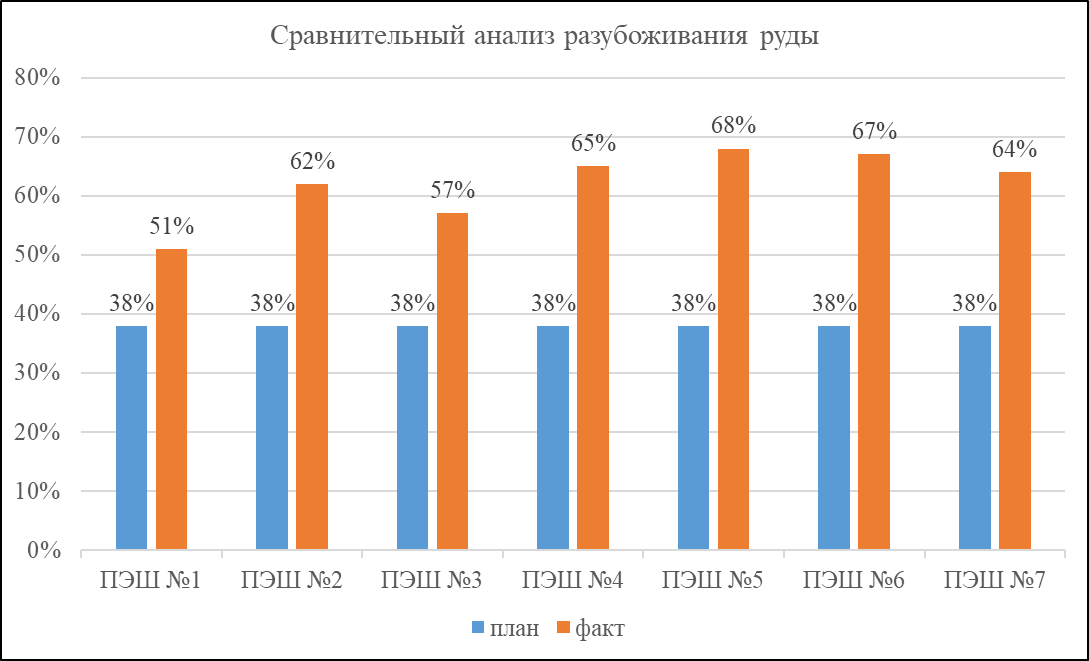 Сравнительный анализ разубоживания руды
80%
70%
60%
50%
40%
30%
20%
10%
0%
38%
51%
38%
62%
38%
57%
38%
65%
38%
68%
38%
67%
38%
64%
ПЭШ №1
ПЭШ №2
ПЭШ №3
ПЭШ №4
ПЭШ №5
ПЭШ №6
ПЭШ №7
план
факт